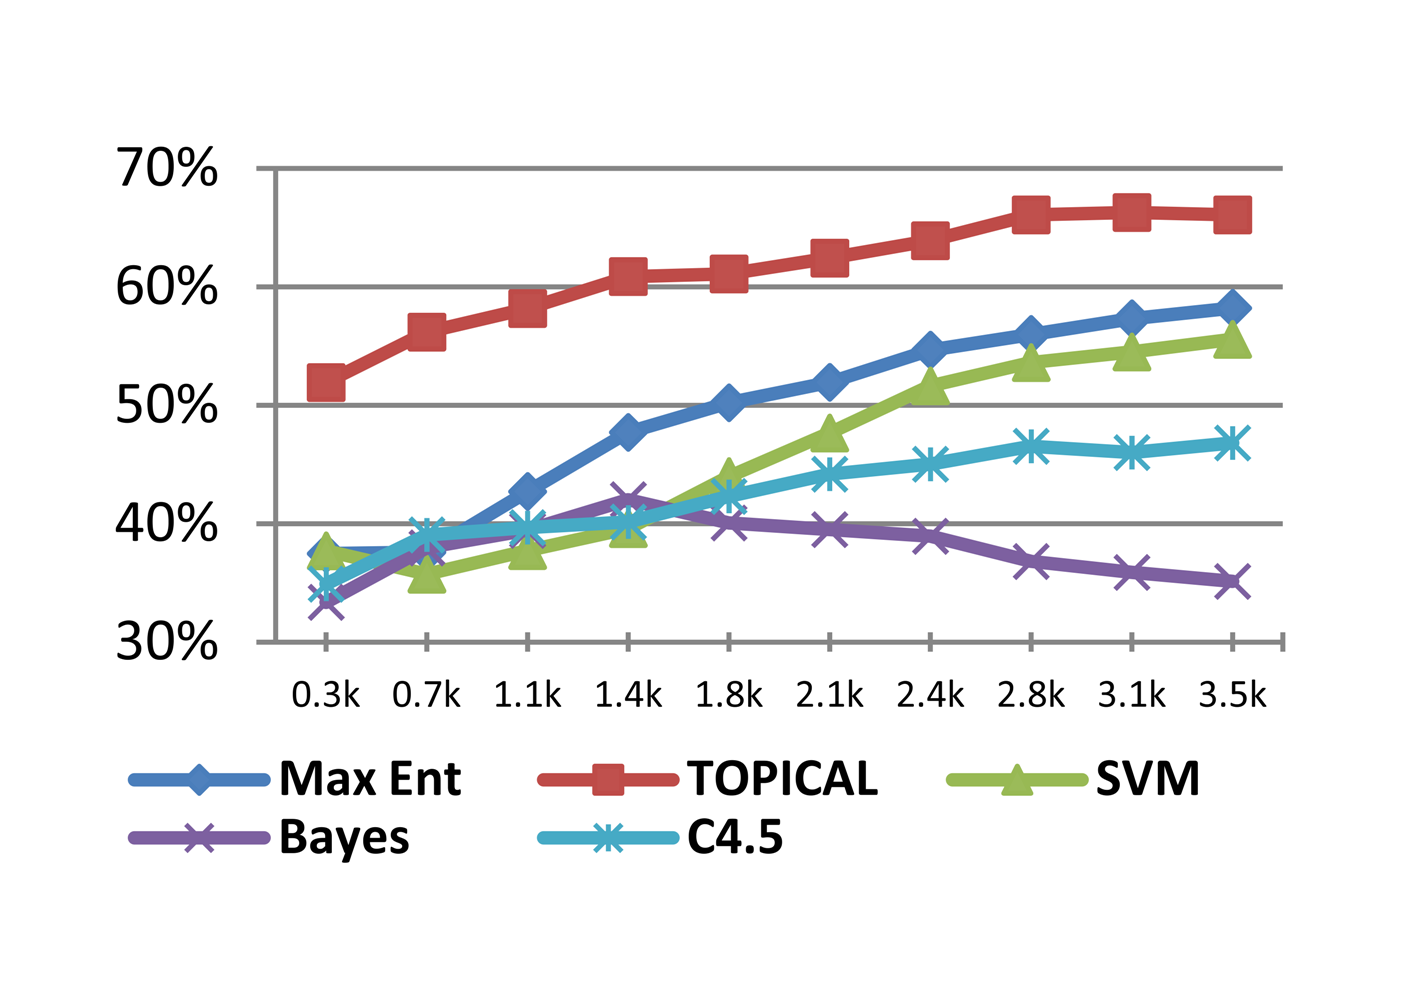 70%
60%
50%
40%
30%
0.3k 0.7k 1.1k 1.4k 1.8k 2.1k 2.4k 2.8k 3.1k 3.5k
Max Ent TOPICAL SVM
Bayes C4.5